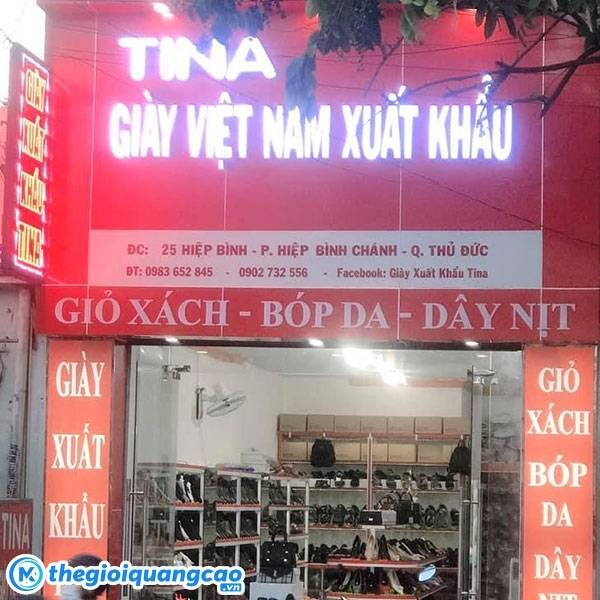 TINA
GIÀY VIỆT NAM XUẤT KHẨU
GIÀY
XUẤT
KHẨU
TINA
ĐC: 25 HIỆP BÌNH - P. HIỆP BÌNH CHÁNH - Q. THỦ ĐỨC
ĐT: 0983 652 845 - 0902 732 556 - Facebook: Giày Xuất Khẩu Tina
GIỎ XÁCH - BÓP DA - DÂY NỊT
GIÀY
XUẤT
KHẨU
GIỎ
XÁCH
BÓP
DA
DÂY
NỊT
TINA
thegioiquangcao.vn